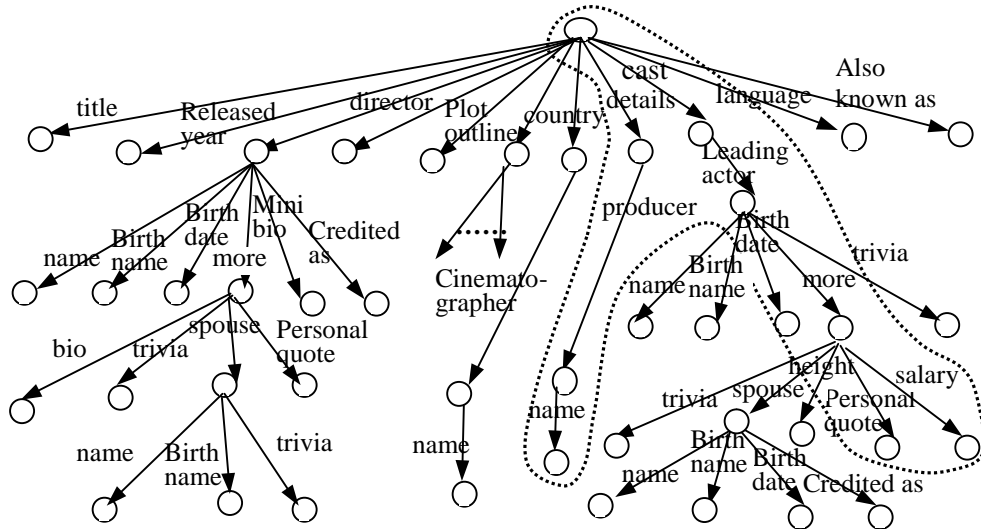 cast
Also
known as
title
Released
year
director
Plot
outline
country
details
language
Leading
actor
producer
name
Birth
name
Birth
date
more
Mini
bio
Credited
as
Cinemato-
grapher
name
Birth
name
Birth
date
more
trivia
bio
trivia
spouse
Personal
quote
name
name
trivia
spouse
height
Personal
quote
salary
name
Birth
name
trivia
name
Birth
name
Birth
date
Credited as